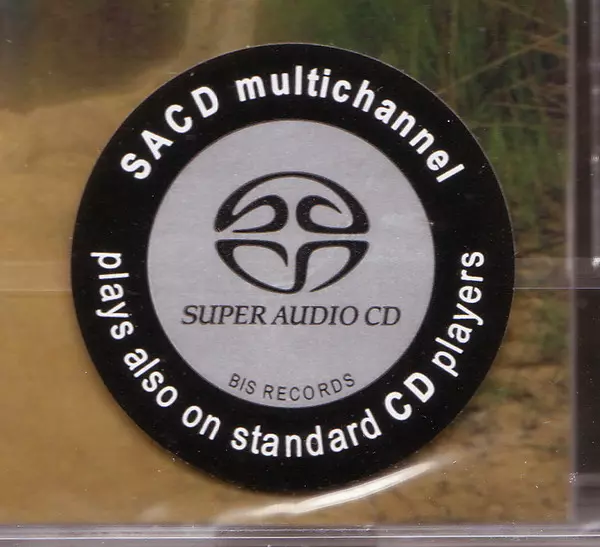 SACD multichannel
SUPER AUDIO CD
BIS RECORDS
plays also on standard CD players